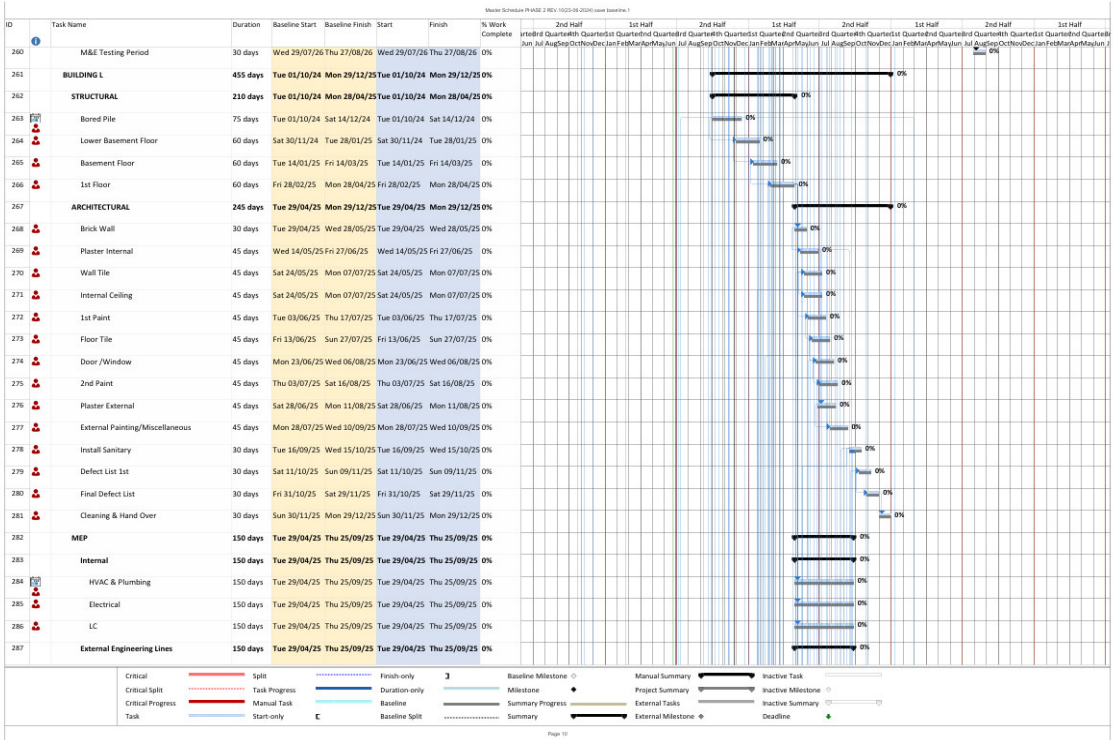 Master Schedule PHASE 2 REV.10(23-06-2024) save baseline.1
ID Task Name Duration Baseline Start Baseline Finish Start Finish % Work Complete
2nd Half 1st Half 2nd Half 1st Half 2nd Half 1st Half 2nd Half 1st Half
260 M&E Testing Period 30 days Wed 29/07/26 Thu 27/08/26 Wed 29/07/26 Thu 27/08/26 0% 0%
261 BUILDING L 455 days Tue 01/10/24 Mon 29/12/25 Tue 01/10/24 Mon 29/12/25 0% 0%
262 STRUCTURAL 210 days Tue 01/10/24 Mon 28/04/25 Tue 01/10/24 Mon 28/04/25 0% 0%
263 Bored Pile 75 days Tue 01/10/24 Sat 14/12/24 Tue 01/10/24 Sat 14/12/24 0% 0%
264 Lower Basement Floor 60 days Sat 30/11/24 Tue 28/01/25 Sat 30/11/24 Tue 28/01/25 0% 0%
265 Basement Floor 60 days Tue 14/01/25 Fri 14/03/25 Tue 14/01/25 Fri 14/03/25 0% 0%
266 1st Floor 60 days Fri 28/02/25 Mon 28/04/25 Fri 28/02/25 Mon 28/04/25 0% 0%
267 ARCHITECTURAL 245 days Tue 29/04/25 Mon 29/12/25 Tue 29/04/25 Mon 29/12/25 0% 0%
268 Brick Wall 30 days Tue 29/04/25 Wed 28/05/25 Tue 29/04/25 Wed 28/05/25 0% 0%
269 Plaster Internal 45 days Wed 14/05/25 Fri 27/06/25 Wed 14/05/25 Fri 27/06/25 0% 0%
270 Wall Tile 45 days Sat 24/05/25 Mon 07/07/25 Sat 24/05/25 Mon 07/07/25 0% 0%
271 Internal Ceiling 45 days Sat 24/05/25 Mon 07/07/25 Sat 24/05/25 Mon 07/07/25 0% 0%
272 1st Paint 45 days Tue 03/06/25 Thu 17/07/25 Tue 03/06/25 Thu 17/07/25 0% 0%
273 Floor Tile 45 days Fri 13/06/25 Sun 27/07/25 Fri 13/06/25 Sun 27/07/25 0% 0%
274 Door /Window 45 days Mon 23/06/25 Wed 06/08/25 Mon 23/06/25 Wed 06/08/25 0% 0%
275 2nd Paint 45 days Thu 03/07/25 Sat 16/08/25 Thu 03/07/25 Sat 16/08/25 0% 0%
276 Plaster External 45 days Sat 28/06/25 Mon 11/08/25 Sat 28/06/25 Mon 11/08/25 0% 0%
277 External Painting/Miscellaneous 45 days Mon 28/07/25 Wed 10/09/25 Mon 28/07/25 Wed 10/09/25 0% 0%
278 Install Sanitary 30 days Tue 16/09/25 Wed 15/10/25 Tue 16/09/25 Wed 15/10/25 0% 0%
279 Defect List 1st 30 days Sat 11/10/25 Sun 09/11/25 Sat 11/10/25 Sun 09/11/25 0% 0%
280 Final Defect List 30 days Fri 31/10/25 Sat 29/11/25 Fri 31/10/25 Sat 29/11/25 0% 0%
281 Cleaning & Hand Over 30 days Sun 30/11/25 Mon 29/12/25 Sun 30/11/25 Mon 29/12/25 0% 0%
282 MEP 150 days Tue 29/04/25 Thu 25/09/25 Tue 29/04/25 Thu 25/09/25 0% 0%
283 Internal 150 days Tue 29/04/25 Thu 25/09/25 Tue 29/04/25 Thu 25/09/25 0% 0%
284 HVAC & Plumbing 150 days Tue 29/04/25 Thu 25/09/25 Tue 29/04/25 Thu 25/09/25 0% 0%
285 Electrical 150 days Tue 29/04/25 Thu 25/09/25 Tue 29/04/25 Thu 25/09/25 0% 0%
286 LC 150 days Tue 29/04/25 Thu 25/09/25 Tue 29/04/25 Thu 25/09/25 0% 0%
287 External Engineering Lines 150 days Tue 29/04/25 Thu 25/09/25 Tue 29/04/25 Thu 25/09/25 0% 0%
Critical Split Finish-only Baseline Milestone Manual Summary Inactive Task
Critical Split Task Progress Duration-only Milestone Project Summary Inactive Milestone
Critical Progress Manual Task Baseline Summary Progress External Tasks Inactive Summary
Task Start-only Baseline Split Summary External Milestone Deadline
Page 10